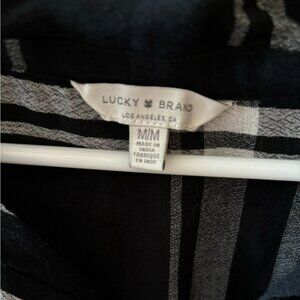 LUCKY BRAND
LOS ANGELES, CA
M/M
MADE IN
INDIA
FABRIQUE
EN INDE